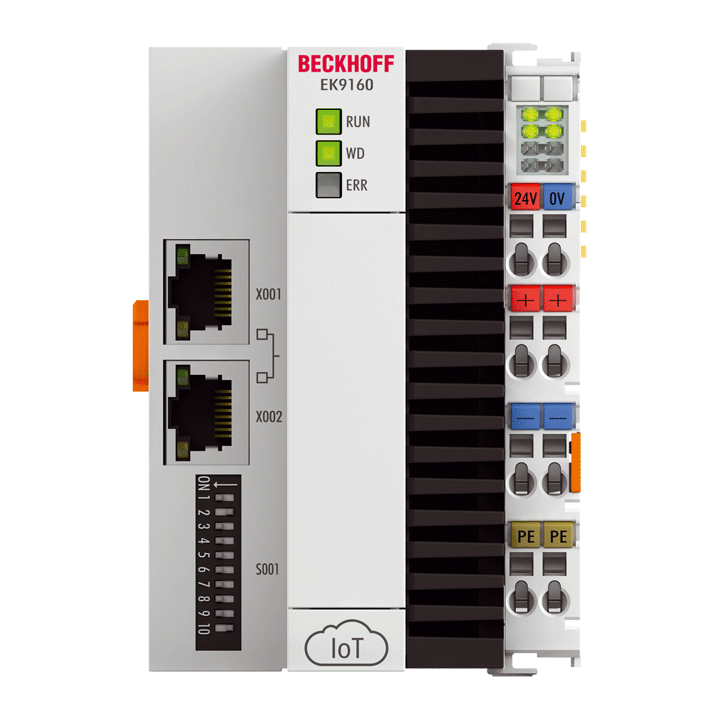 BECKHOFF
EK9160
RUN
WD
ERR
24V 0V
X001
+ +
X002
— —
ON
1
2
3
4
5
6
7
8
9
10
S001
PE PE
IoT